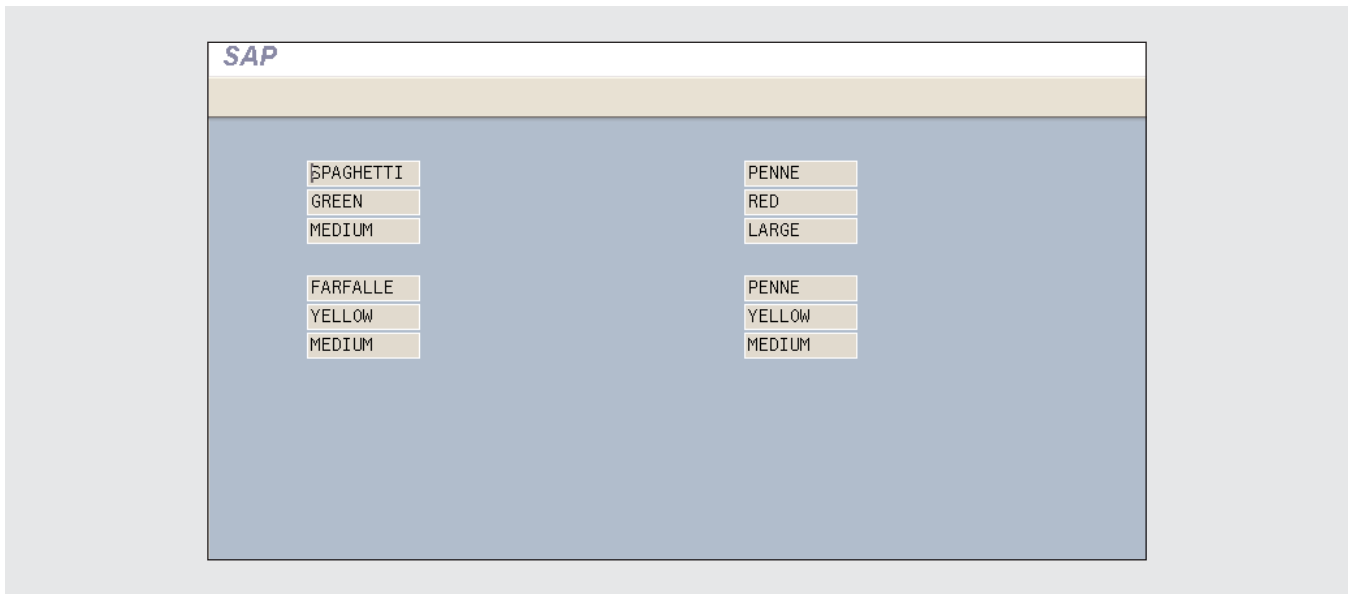 SAP
SPAGHETTI
GREEN
MEDIUM
PENNE
RED
LARGE
FARFALLE
YELLOW
MEDIUM
PENNE
YELLOW
MEDIUM